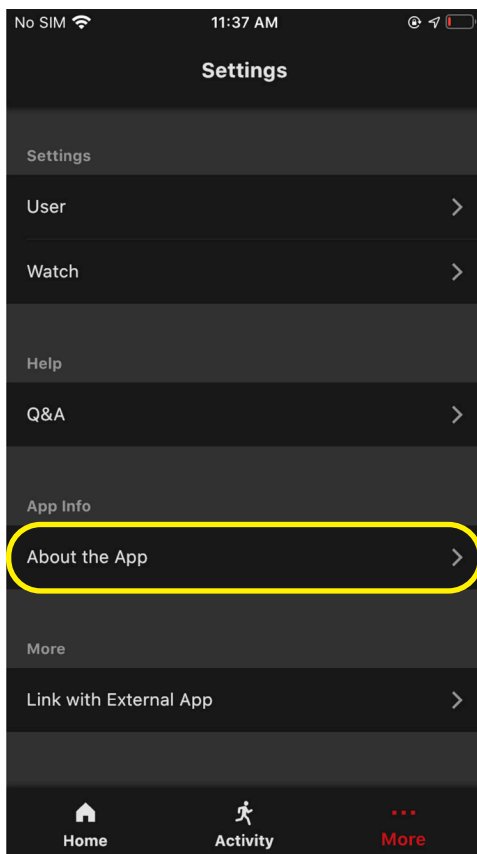 No SIM 11:37 AM
Settings
Settings
User
Watch
Help
Q&A
App Info
About the App
More
Link with External App
Home Activity More